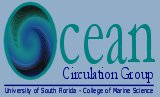 Ocean
Circulation Group
University of South Florida - College of Marine Science